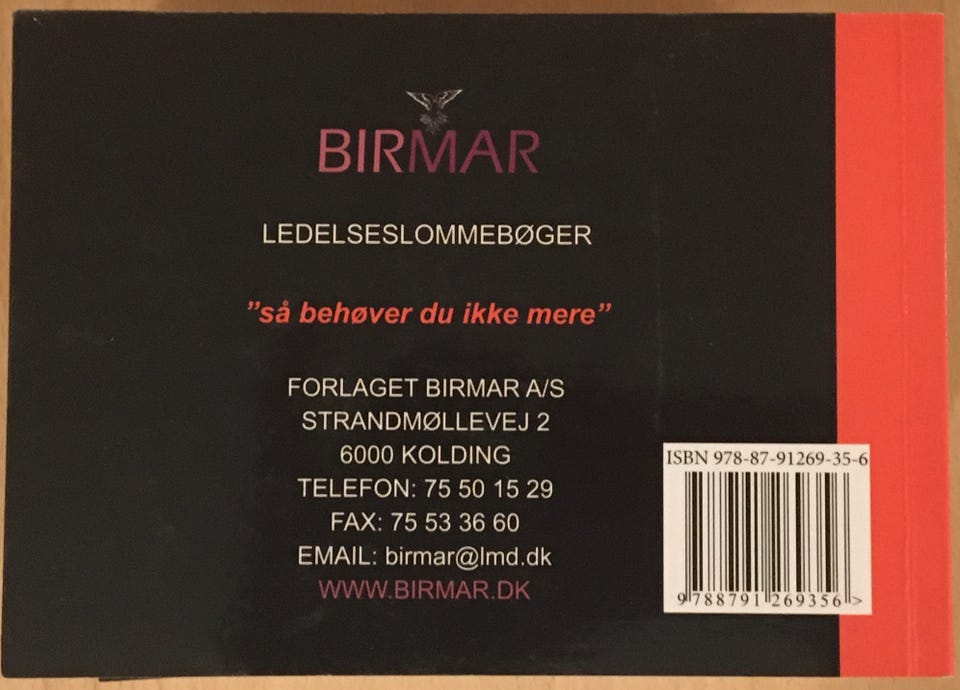 BIRMAR
LEDELSESLOMMEBØGER
”så behøver du ikke mere”
FORLAGET BIRMAR A/S
STRANDMØLLEVEJ 2
6000 KOLDING
TELEFON: 75 50 15 29
FAX: 75 53 36 60
EMAIL: birmar@lmd.dk
WWW.BIRMAR.DK
ISBN 978-87-91269-35-6
9 788791 269356 >